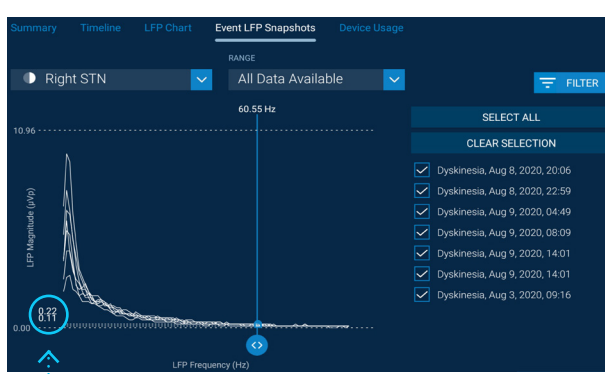 Summary Timeline LFP Chart Event LFP Snapshots Device Usage
RANGE
Right STN All Data Available FILTER
60.55 Hz
SELECT ALL
10.96
CLEAR SELECTION
Dyskinesia, Aug 8, 2020, 20:06
Dyskinesia, Aug 8, 2020, 22:59
Dyskinesia, Aug 9, 2020, 04:49
Dyskinesia, Aug 9, 2020, 08:09
Dyskinesia, Aug 9, 2020, 14:01
Dyskinesia, Aug 9, 2020, 14:01
Dyskinesia, Aug 3, 2020, 09:16
LFP Magnitude (µVp)
0.11
0.00
LFP Frequency (Hz)